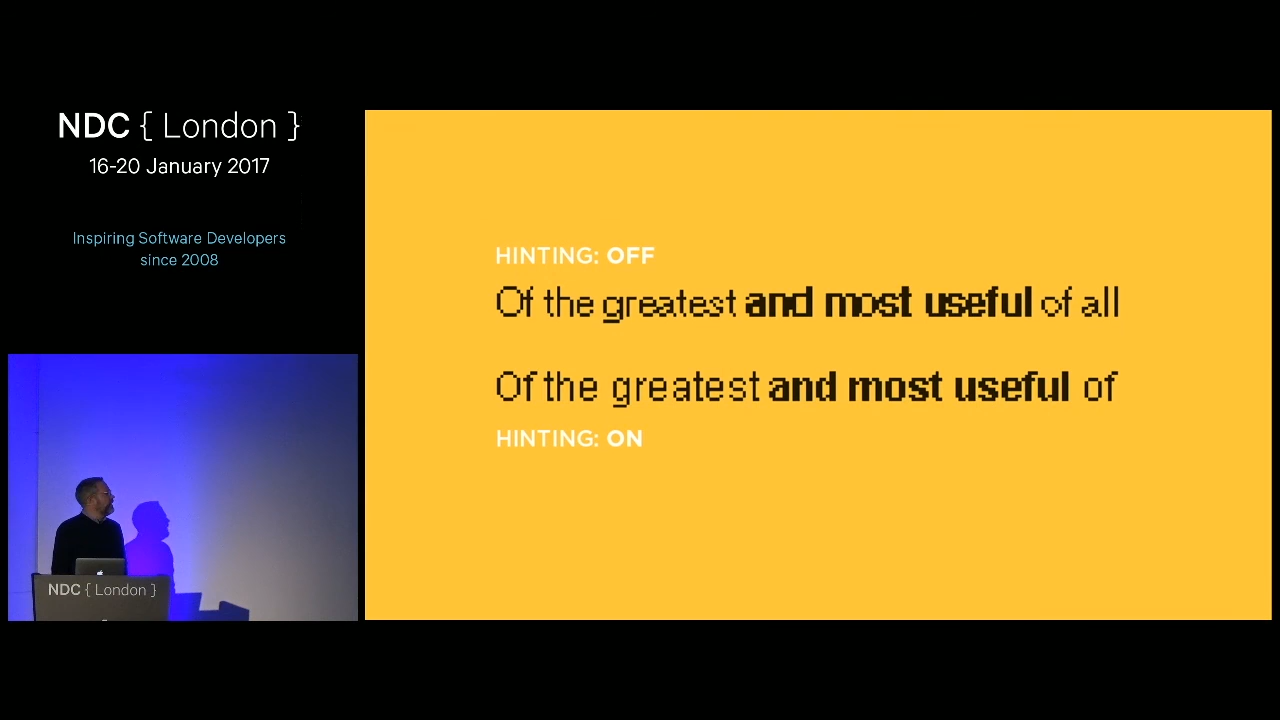 NDC { London }
16-20 January 2017
Inspiring Software Developers
since 2008
HINTING: OFF
Of the greatest and most useful of all
Of the greatest and most useful of
HINTING: ON
NDC { London }